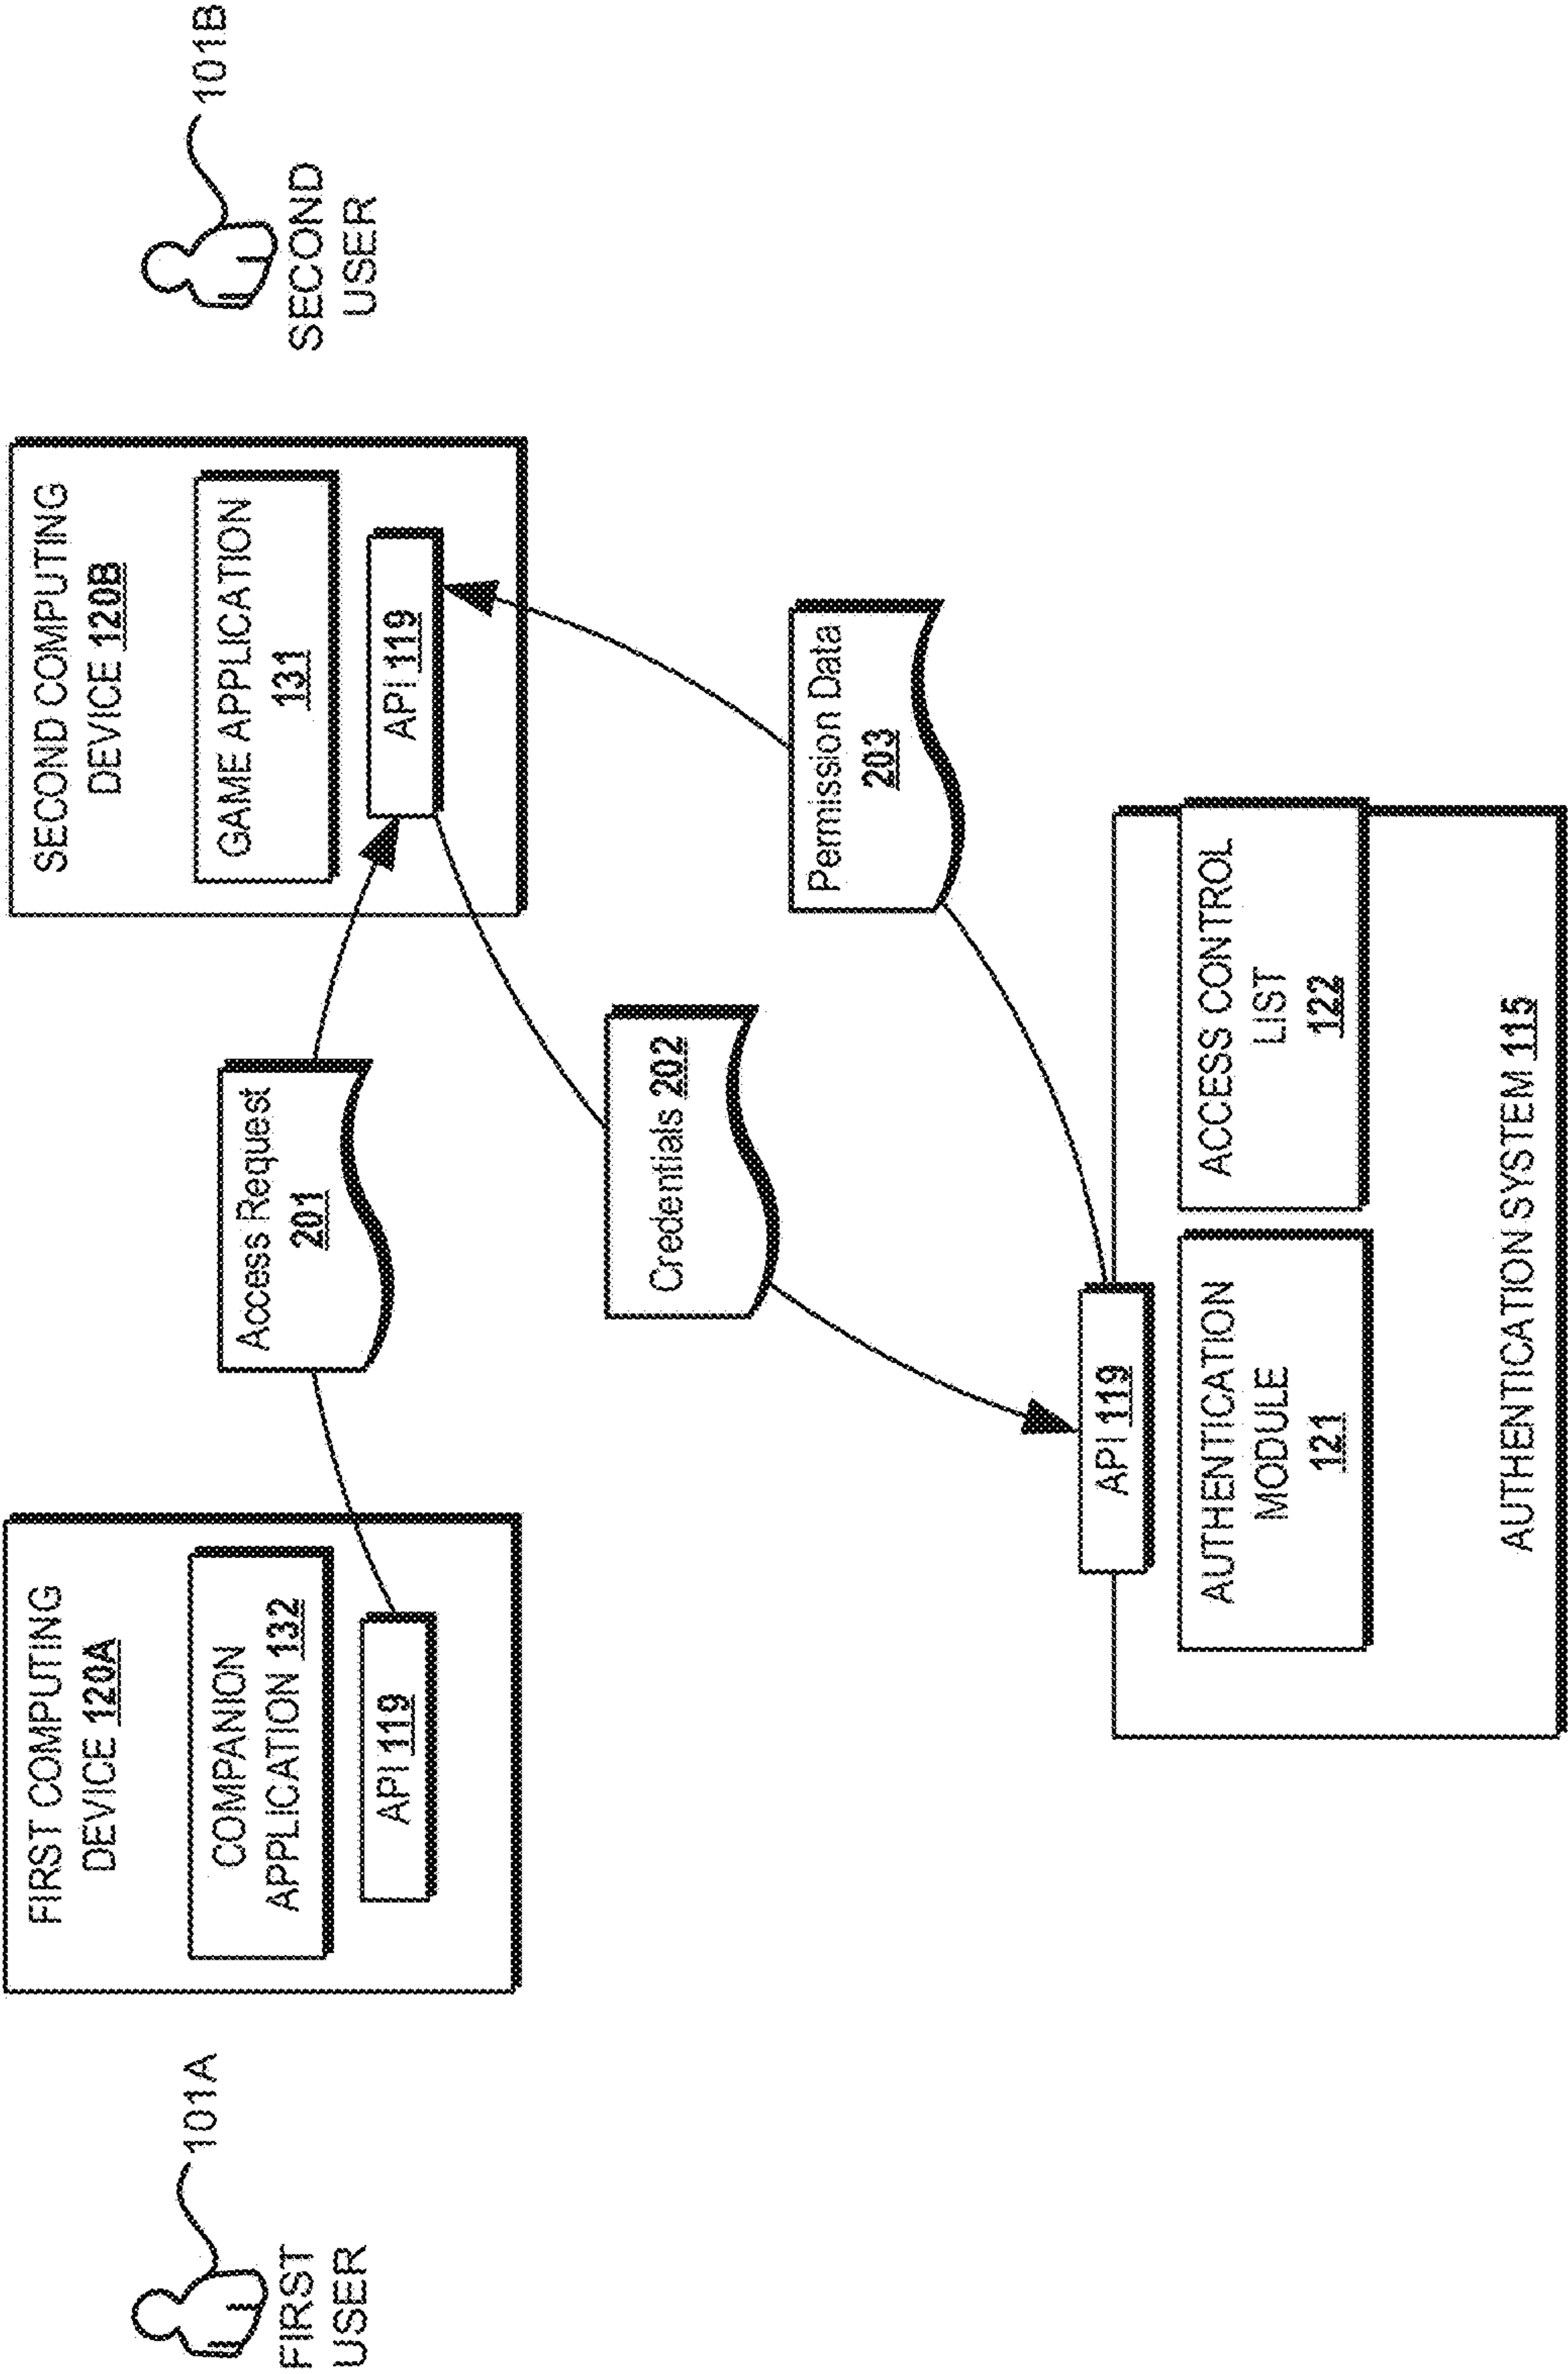 101A
FIRST
USER
FIRST COMPUTING
DEVICE 120A
COMPANION
APPLICATION 132
API 119
Access Request
201
SECOND COMPUTING
DEVICE 120B
GAME APPLICATION
131
API 119
101B
SECOND
USER
Credentials 202
Permission Data
203
API 119
AUTHENTICATION
MODULE
121
ACCESS CONTROL
LIST
122
AUTHENTICATION SYSTEM 115